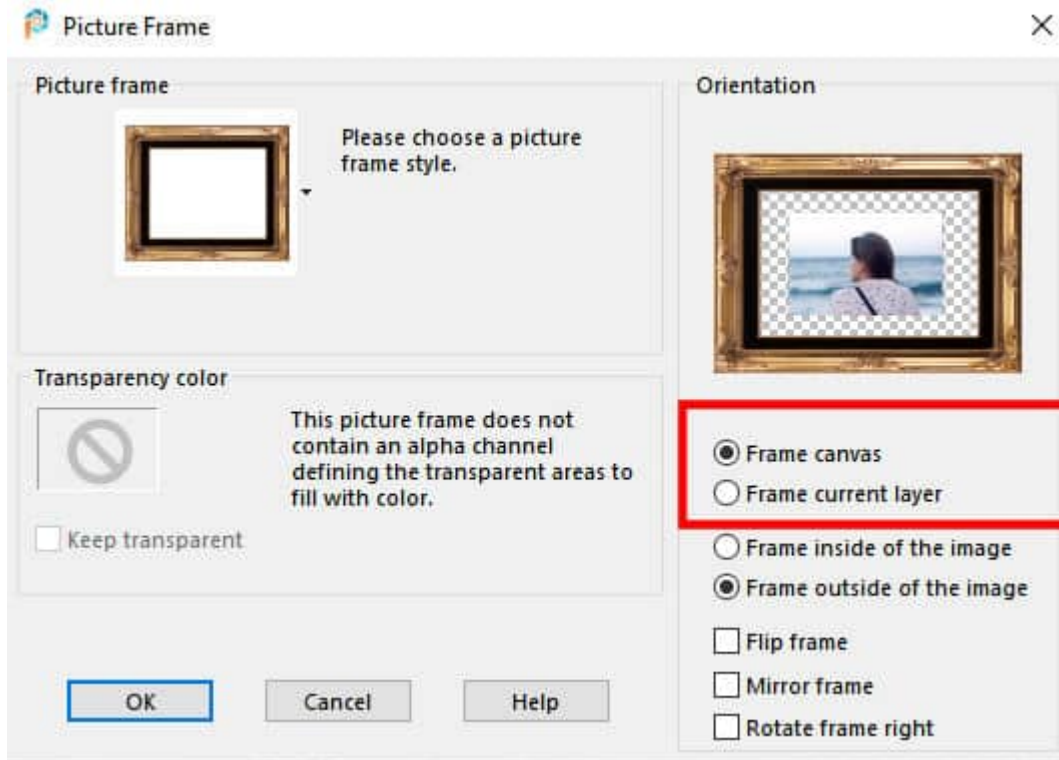 Picture Frame
Picture frame
Please choose a picture
frame style.
Transparency color
This picture frame does not
contain an alpha channel
defining the transparent areas to
fill with color.
Keep transparent
OK
Cancel
Help
Orientation
Frame canvas
Frame current layer
Frame inside of the image
Frame outside of the image
Flip frame
Mirror frame
Rotate frame right